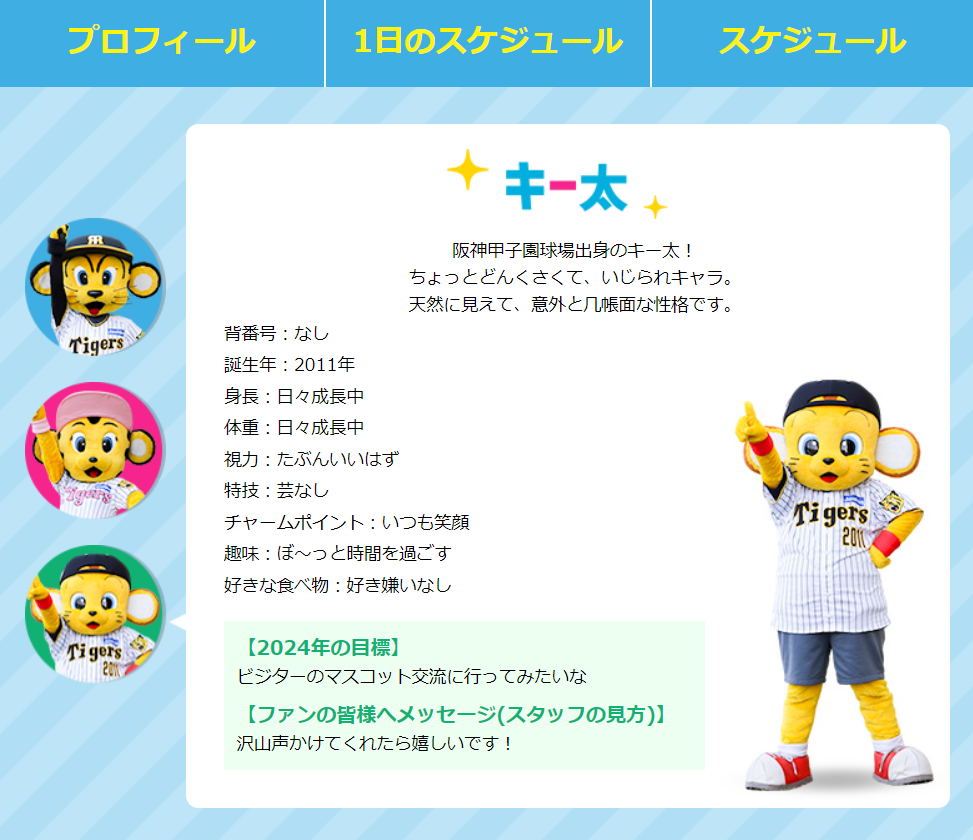 プロフィール
1日のスケジュール
スケジュール
キー太
阪神甲子園球場出身のキー太！
ちょっとどんくさくて、いじられキャラ。
天然に見えて、意外と几帳面な性格です。
背番号：なし
誕生年：2011年
身長：日々成長中
体重：日々成長中
視力：たぶんいいはず
特技：芸なし
チャームポイント：いつも笑顔
趣味：ぼ～っと時間を過ごす
好きな食べ物：好き嫌いなし
【2024年の目標】
ビジターのマスコット交流に行ってみたいな
【ファンの皆様へメッセージ(スタッフの見方)】
沢山声かけてくれたら嬉しいです！
Tigers
Tigers
Tigers
2011
Tigers
2011